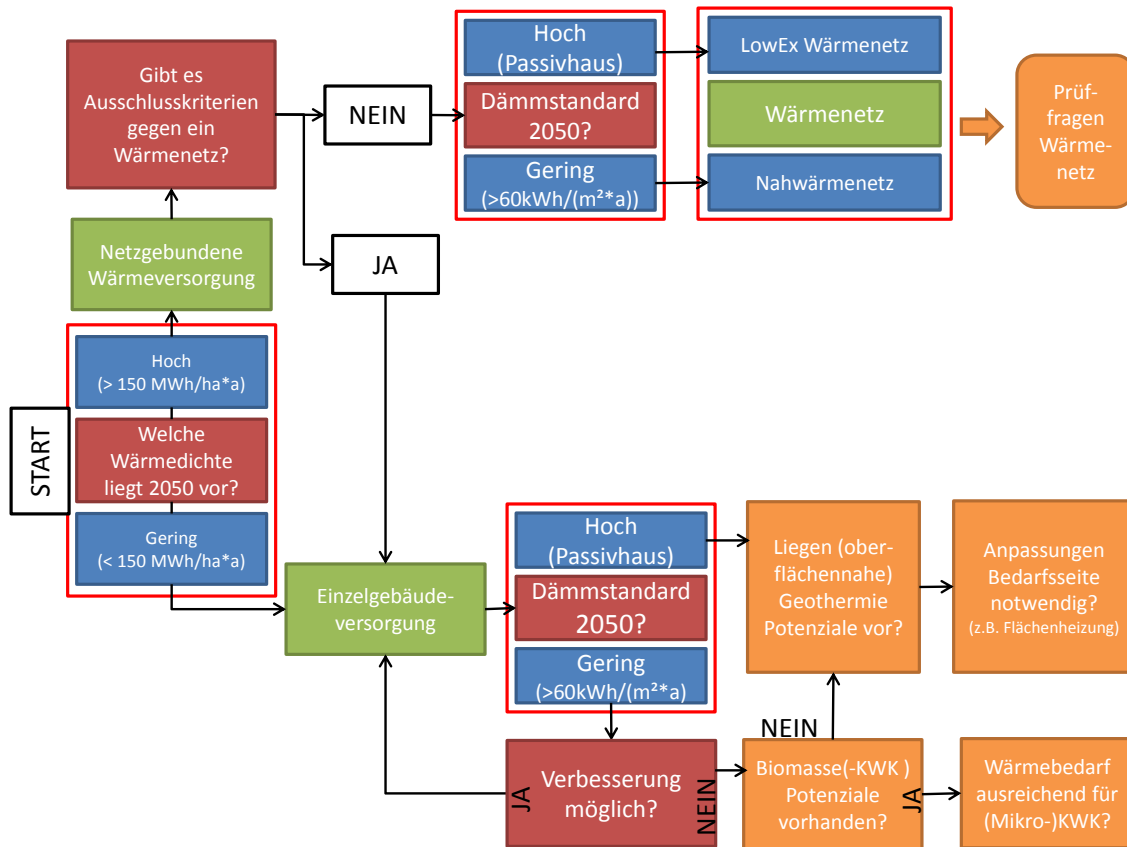 Gibt es
Ausschlusskriterien
gegen ein
Wärmenetz?
NEIN
Hoch
(Passivhaus)
Dämmstandard
2050?
Gering
(>60kWh/(m²*a))
LowEx Wärmenetz
Wärmenetz
Nahwärmenetz
Prüf-
fragen
Wärme-
netz
Netzgebundene
Wärmeversorgung
JA
START
Hoch
(> 150 MWh/ha*a)
Welche
Wärmedichte
liegt 2050 vor?
Gering
(< 150 MWh/ha*a)
Einzelgebäude-
versorgung
Hoch
(Passivhaus)
Dämmstandard
2050?
Gering
(>60kWh/(m²*a)
Liegen (ober-
flächennahe)
Geothermie
Potenziale vor?
Anpassungen
Bedarfsseite
notwendig?
(z.B. Flächenheizung)
JA
Verbesserung
möglich?
NEIN
NEIN
Biomasse(-KWK )
Potenziale
vorhanden?
JA
Wärmebedarf
ausreichend für
(Mikro-)KWK?